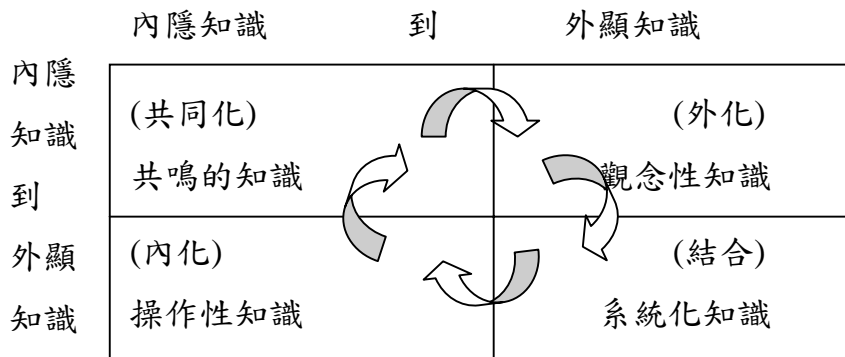 內隱知識 到 外顯知識
內隱
知識
到
外顯
知識
(共同化)
共鳴的知識
(外化)
觀念性知識
(內化)
操作性知識
(結合)
系統化知識